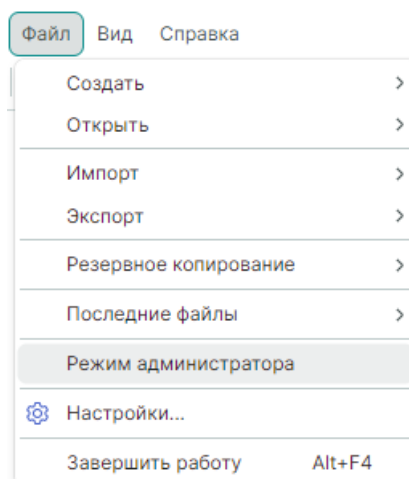 Файл Вид Справка
Создать
Открыть
Импорт
Экспорт
Резервное копирование
Последние файлы
Режим администратора
Настройки...
Завершить работу Alt+F4